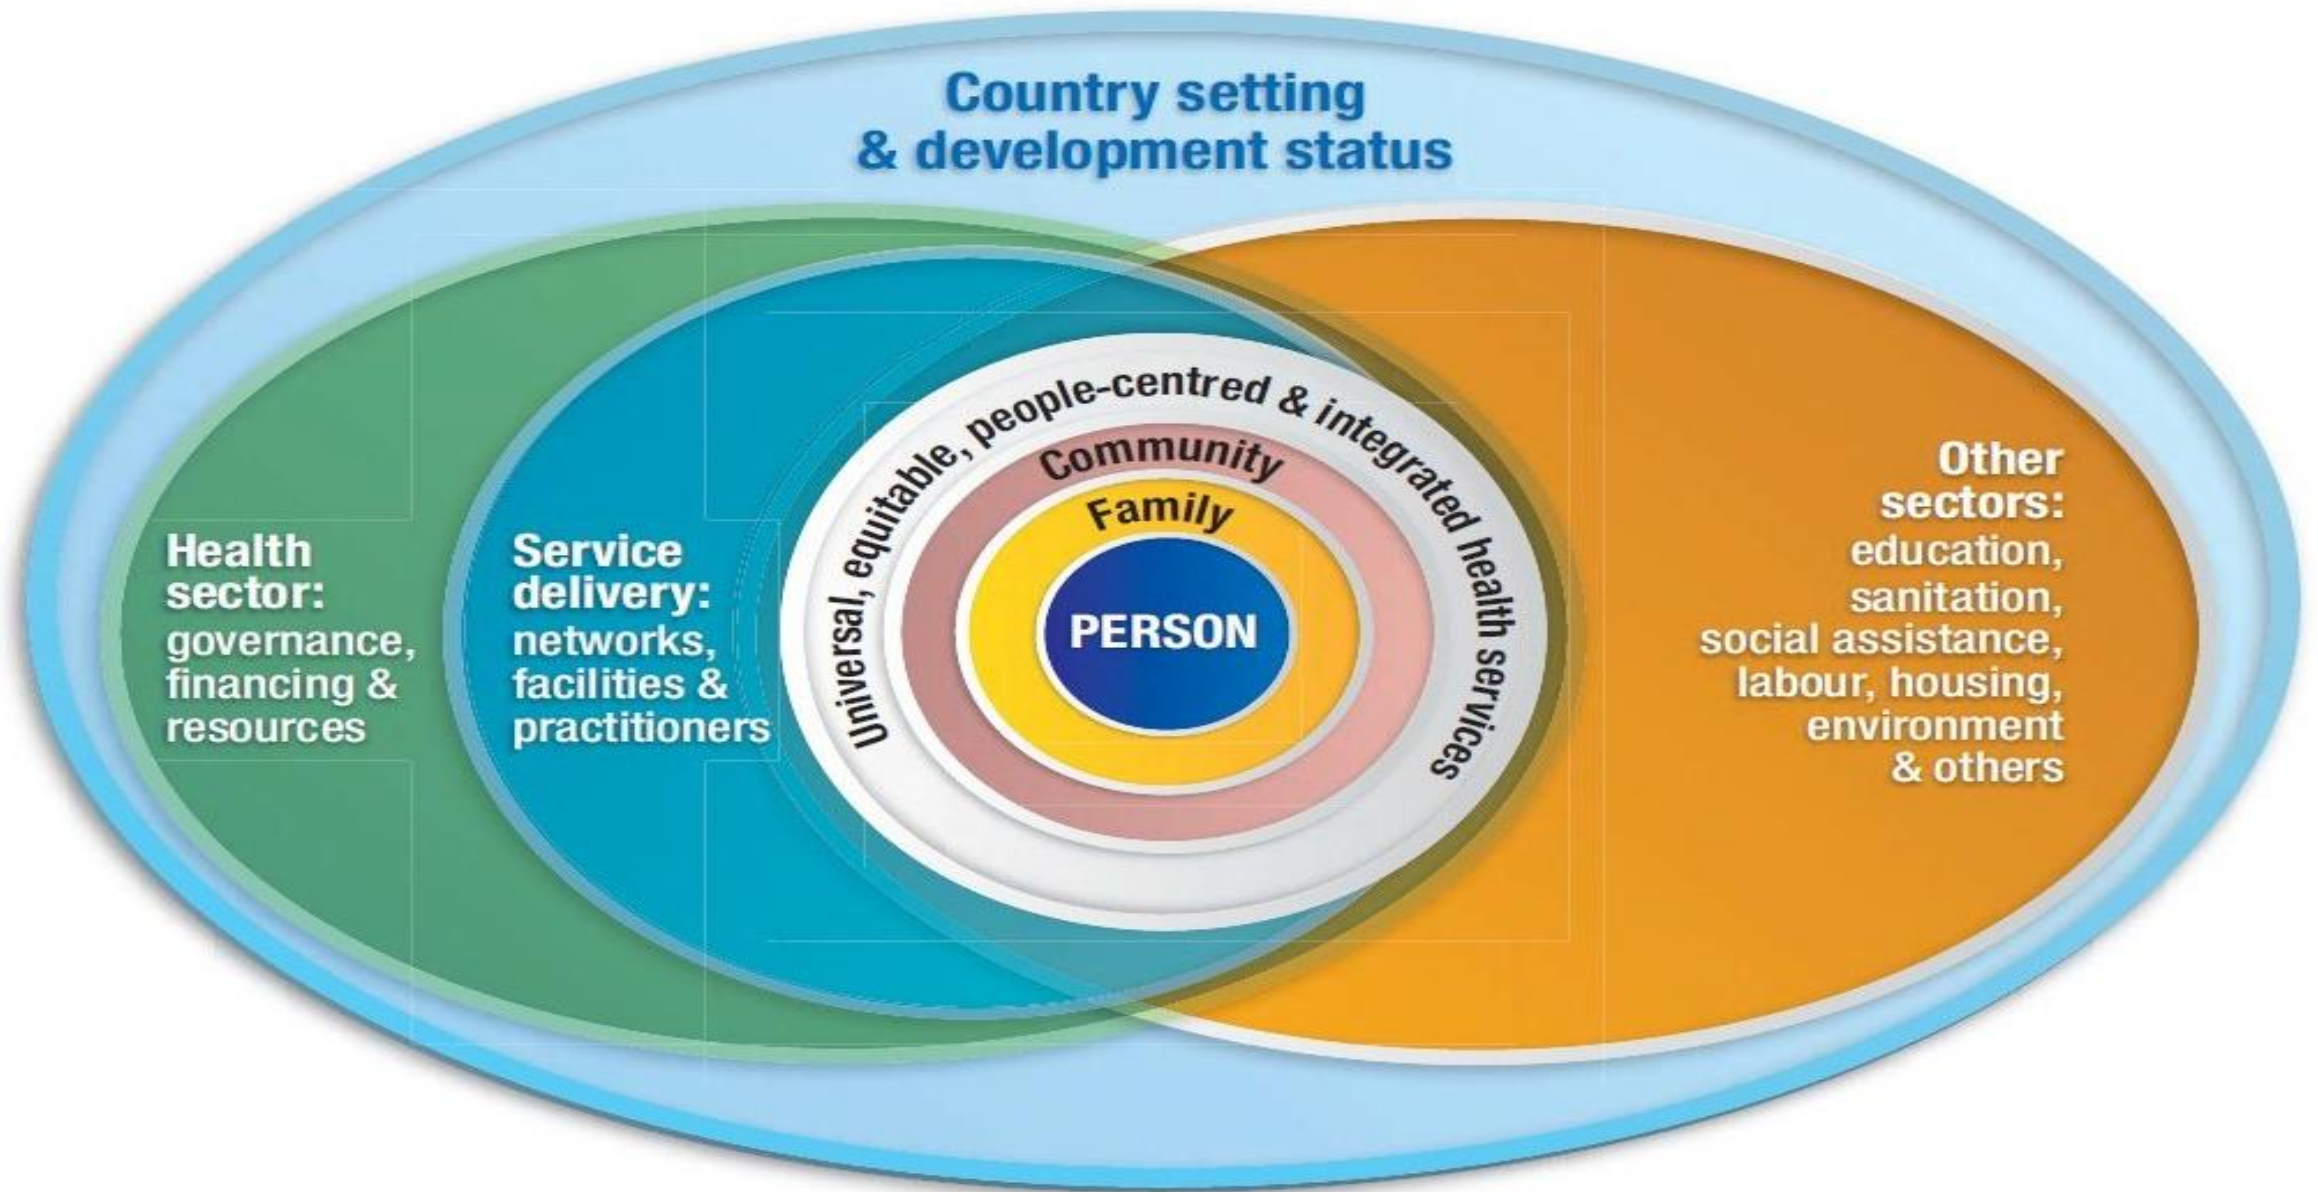 Country setting
& development status
Universal, equitable, people-centred & integrated health services
Community
Family
PERSON
Health
sector:
governance,
financing &
resources
Service
delivery:
networks,
facilities &
practitioners
Other
sectors:
education,
sanitation,
social assistance,
labour, housing,
environment
& others